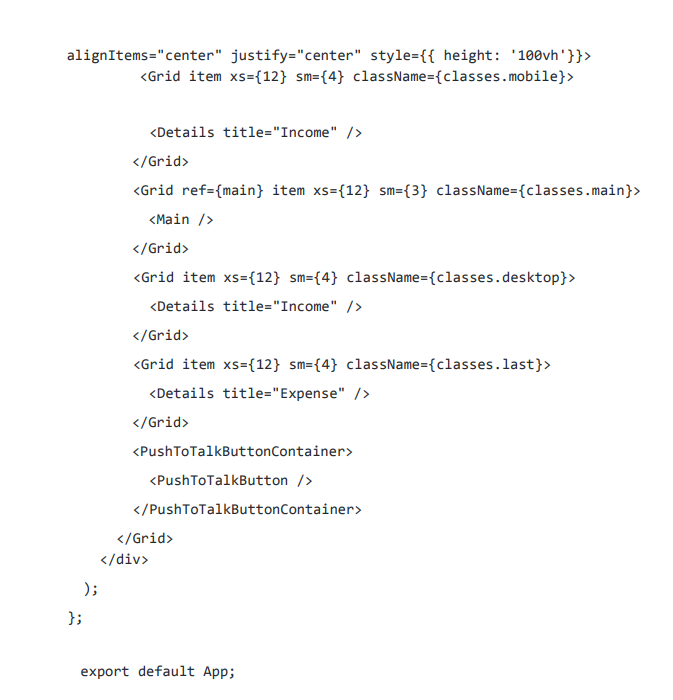 alignItems="center" justify="center" style={{ height: '100vh'}}>
<Grid item xs={12} sm={4} className={classes.mobile}>
<Details title="Income" />
</Grid>
<Grid ref={main} item xs={12} sm={3} className={classes.main}>
<Main />
</Grid>
<Grid item xs={12} sm={4} className={classes.desktop}>
<Details title="Income" />
</Grid>
<Grid item xs={12} sm={4} className={classes.last}>
<Details title="Expense" />
</Grid>
<PushToTalkButtonContainer>
<PushToTalkButton />
</PushToTalkButtonContainer>
</Grid>
</div>
);
};
export default App;